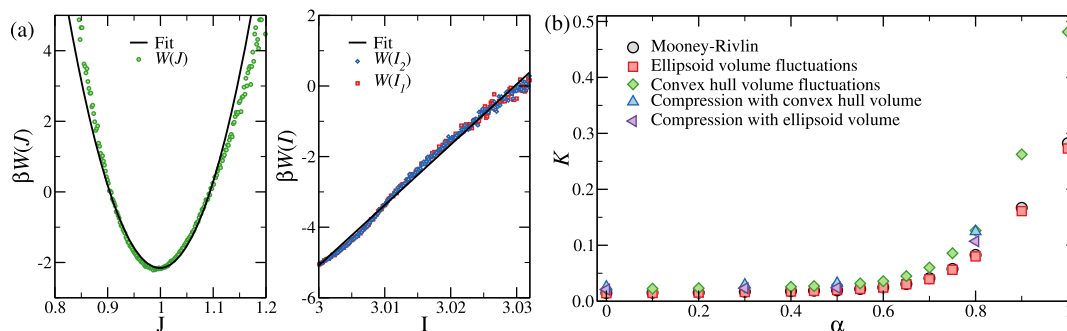 (a)
βW(J)
4
2
0
-2
Fit
W(J)
0.8 0.9 1 1.1 1.2
J
βW(I)
2
0
-2
-4
-6
Fit
W(I₂)
W(I₁)
3 3.01 3.02 3.03
I
(b)
K
0.5
0.4
0.3
0.2
0.1
0.0
Mooney-Rivlin
Ellipsoid volume fluctuations
Convex hull volume fluctuations
Compression with convex hull volume
Compression with ellipsoid volume
0 0.2 0.4 0.6 0.8
α